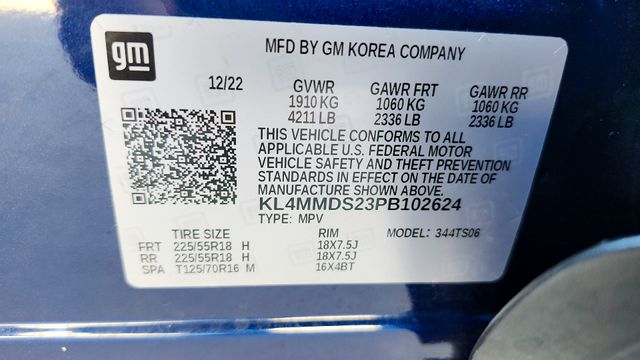 gm
MFD BY GM KOREA COMPANY
12/22 GVWR GAWR FRT GAWR RR
1910 KG 1060 KG 1060 KG
4211 LB 2336 LB 2336 LB
THIS VEHICLE CONFORMS TO ALL
APPLICABLE U.S. FEDERAL MOTOR
VEHICLE SAFETY AND THEFT PREVENTION
STANDARDS IN EFFECT ON THE DATE OF
MANUFACTURE SHOWN ABOVE.
KL4MMDS23PB102624
TYPE: MPV
TIRE SIZE RIM MODEL: 344TS06
FRT 225/55R18 H 18X7.5J
RR 225/55R18 H 18X7.5J
SPA T125/70R16 M 16X4BT